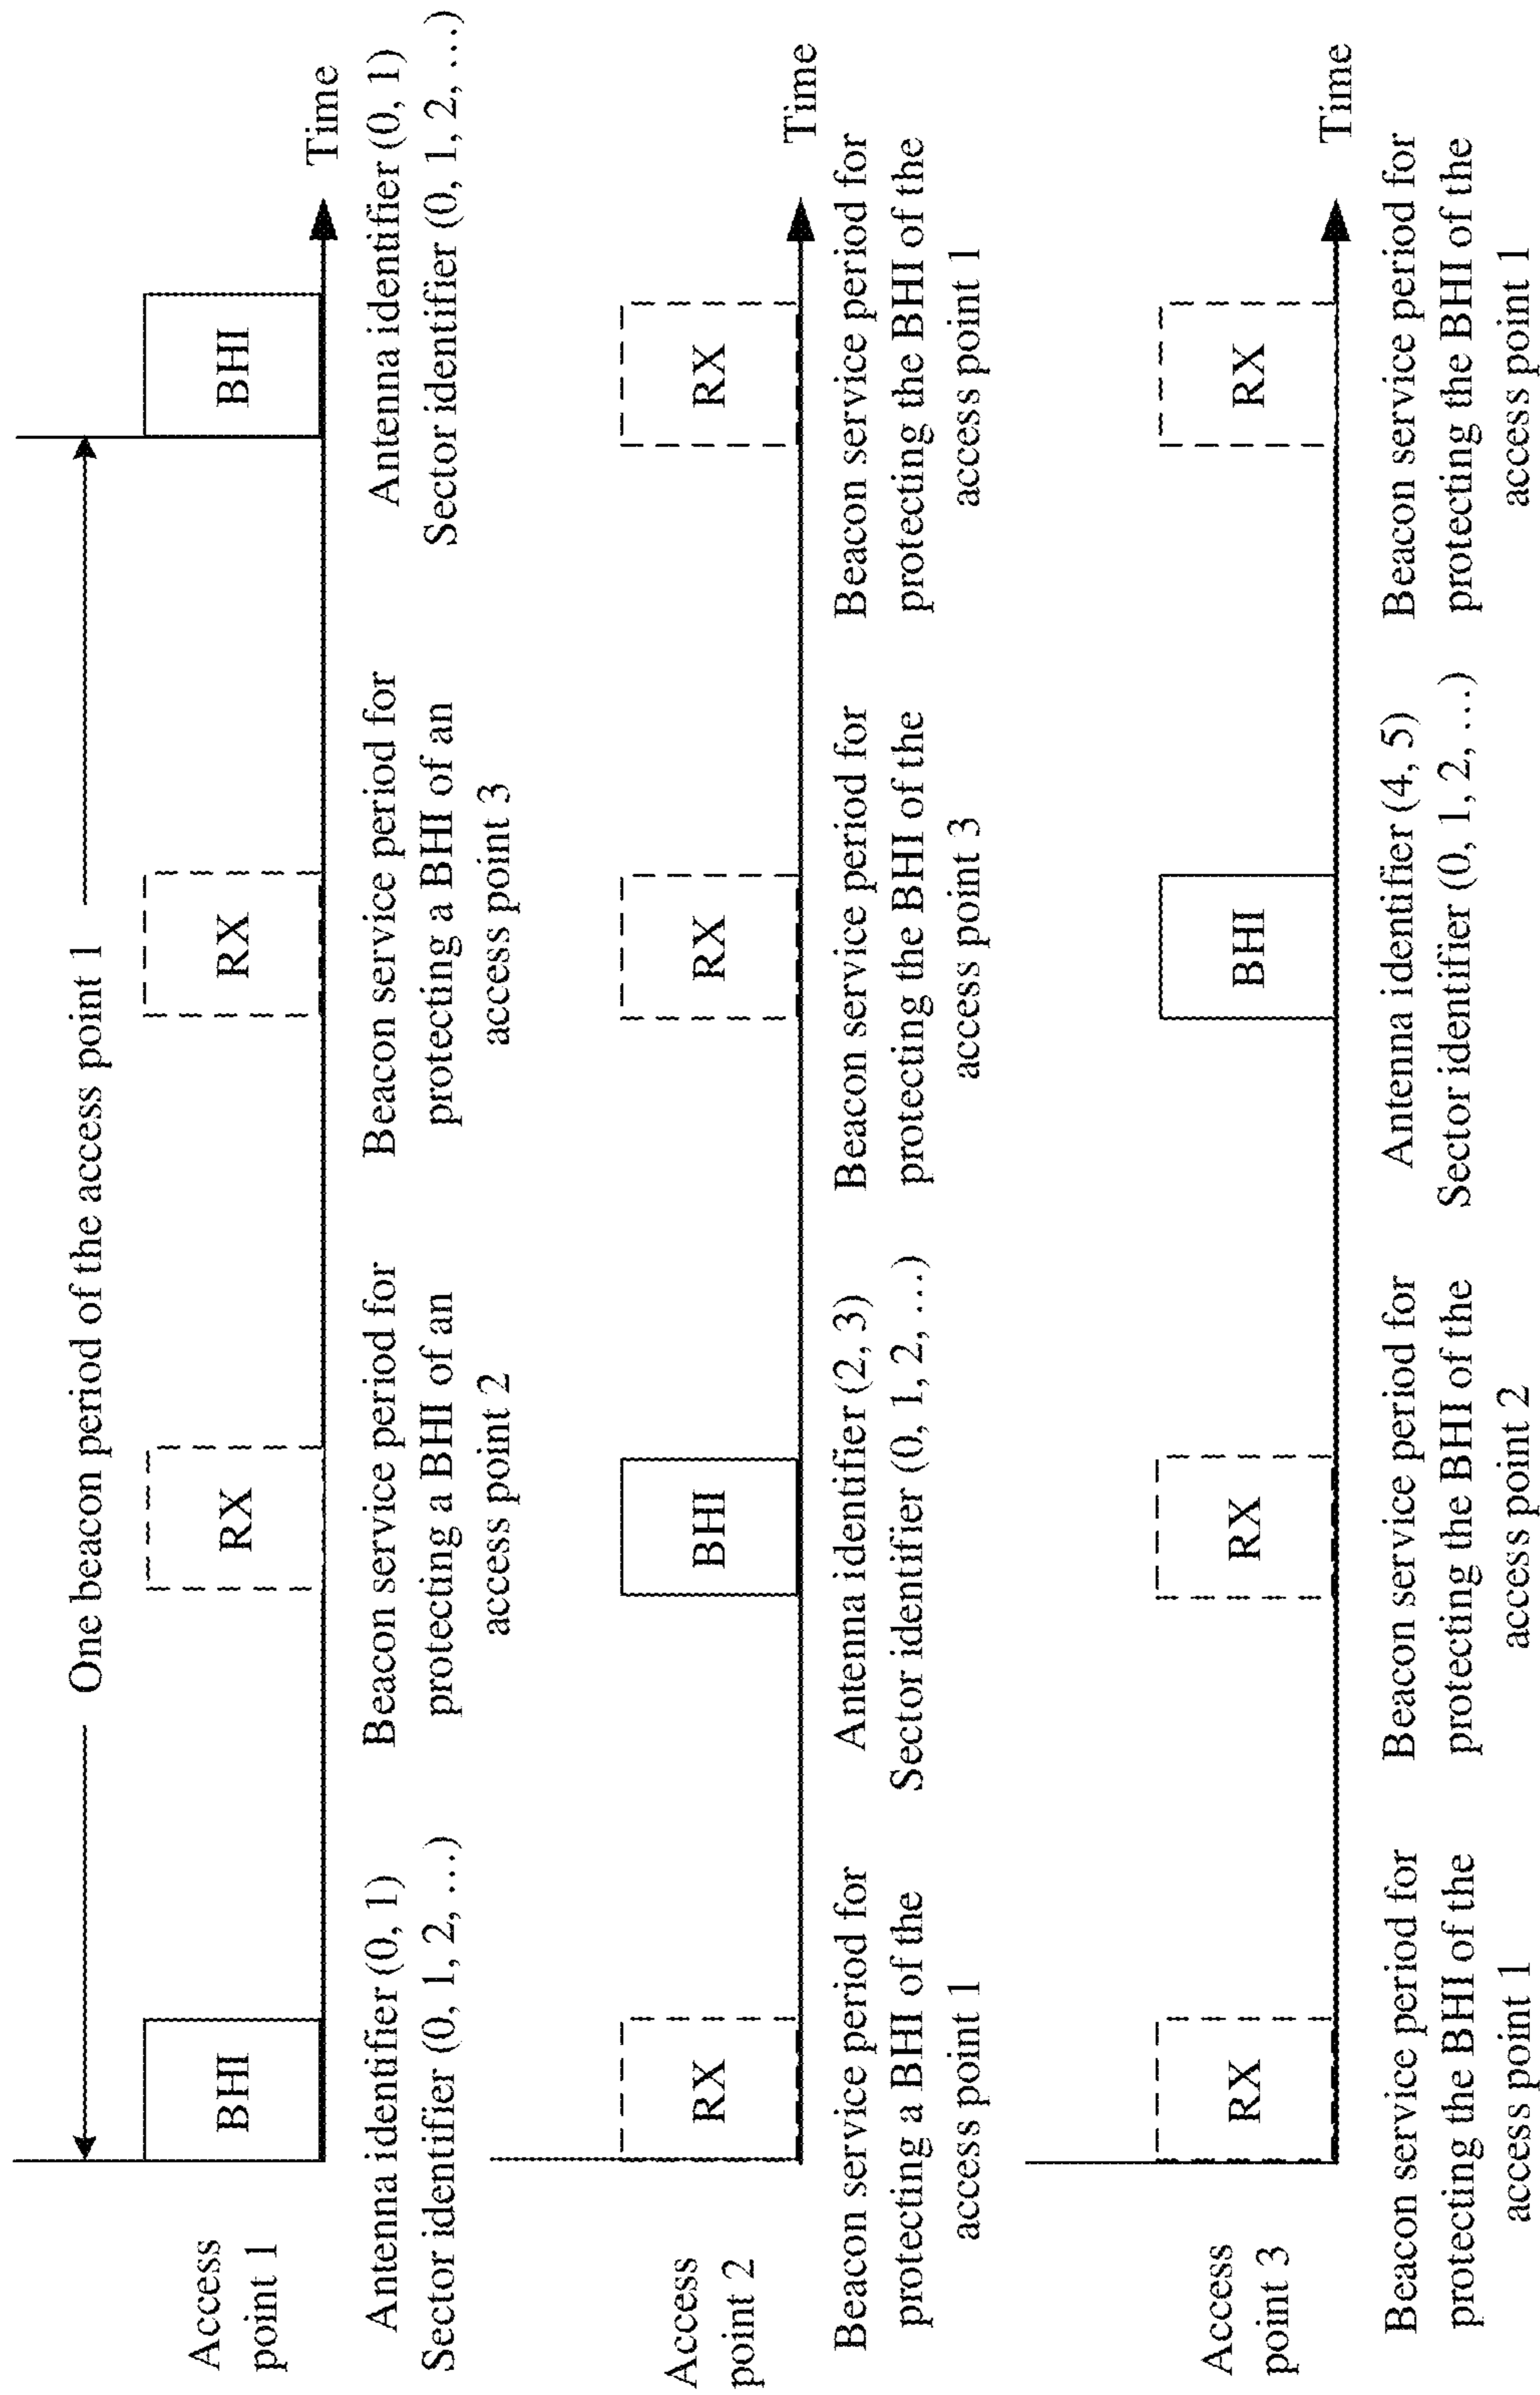 One beacon period of the access point 1
Access
point 1
BHI
RX
RX
BHI
Time
Antenna identifier (0, 1)
Sector identifier (0, 1, 2, …)
Beacon service period for
protecting a BHI of an
access point 2
Beacon service period for
protecting a BHI of an
access point 3
Antenna identifier (0, 1)
Sector identifier (0, 1, 2, …)
Access
point 2
RX
BHI
RX
RX
Time
Beacon service period for
protecting a BHI of the
access point 1
Antenna identifier (2, 3)
Sector identifier (0, 1, 2, …)
Beacon service period for
protecting the BHI of the
access point 3
Beacon service period for
protecting the BHI of the
access point 1
Access
point 3
RX
RX
BHI
RX
Time
Beacon service period for
protecting the BHI of the
access point 1
Beacon service period for
protecting the BHI of the
access point 2
Antenna identifier (4, 5)
Sector identifier (0, 1, 2, …)
Beacon service period for
protecting the BHI of the
access point 1